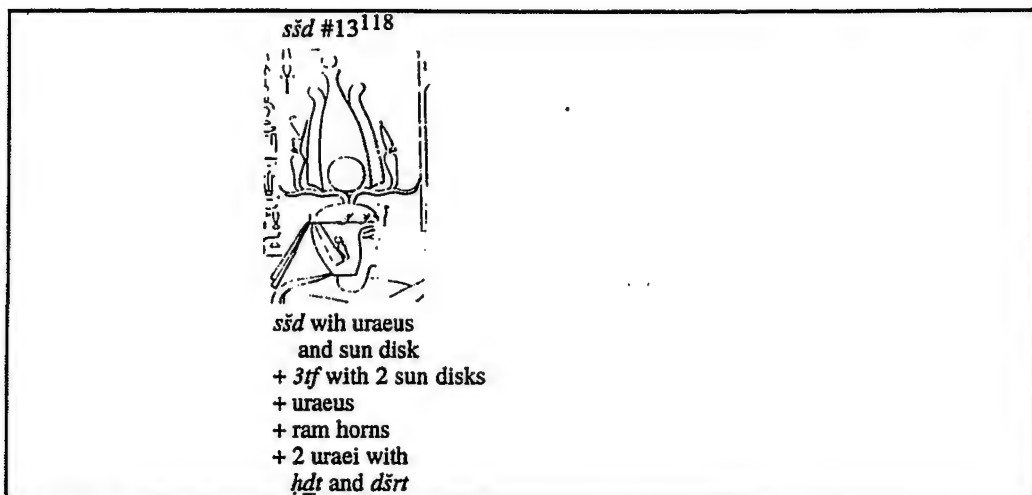 sšd #13118
sšd wih uraeus
and sun disk
+ 3tf with 2 sun disks
+ uraeus
+ ram horns
+ 2 uraei with
ḥḏt and dšrt